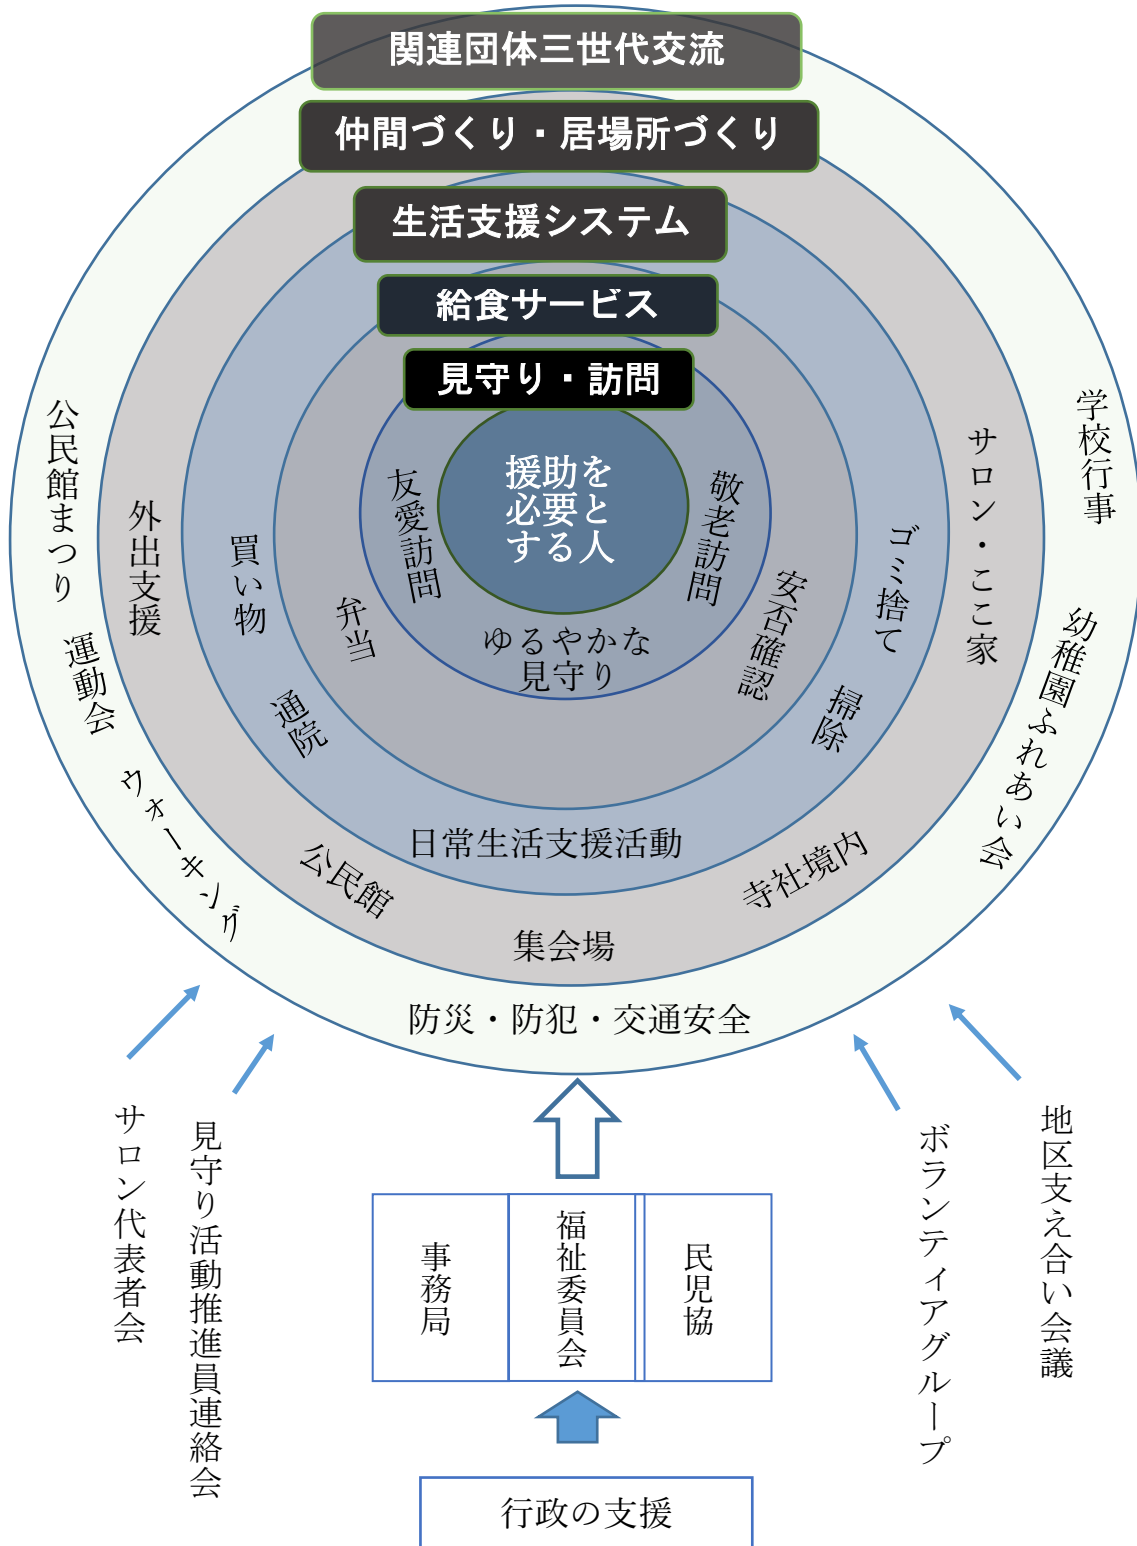 関連団体三世代交流
仲間づくり・居場所づくり
生活支援システム
給食サービス
見守り・訪問
援助を
必要と
する人
友愛訪問
敬老訪問
ゆるやかな
見守り
弁当
安否確認
買い物
通院
ゴミ捨て
掃除
日常生活支援活動
外出支援
サロン・ここ家
公民館
寺社境内
集会場
公民館まつり
運動会
ウォーキング
学校行事
幼稚園ふれあい会
防災・防犯・交通安全
サロン代表者会
見守り活動推進員連絡会
ボランティアグループ
地区支え合い会議
事務局
福祉委員会
民児協
行政の支援